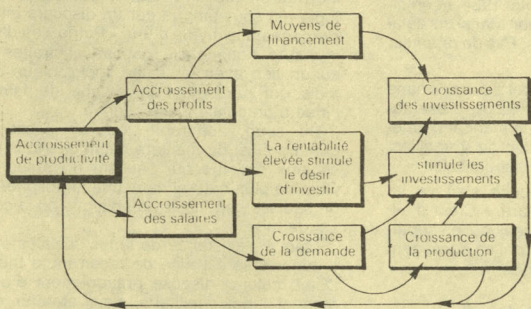 Moyens de
financement
Accroissement
des profits
Croissance
des investissements
Accroissement
de productivité
La rentabilité
élevée stimule
le désir
d'investir
stimule les
investissements
Accroissement
des salaires
Croissance
de la demande
Croissance de
la production